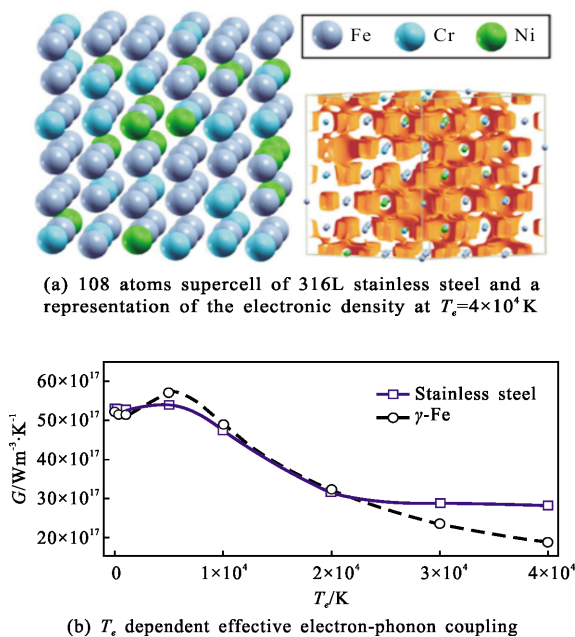 Fe Cr Ni
(a) 108 atoms supercell of 316L stainless steel and a
representation of the electronic density at Tₑ=4×10⁴ K
60×10¹⁷
50×10¹⁷
40×10¹⁷
30×10¹⁷
20×10¹⁷
G/Wm⁻³·K⁻¹
Stainless steel
γ-Fe
0 1×10⁴ 2×10⁴ 3×10⁴ 4×10⁴
Tₑ/K
(b) Tₑ dependent effective electron-phonon coupling